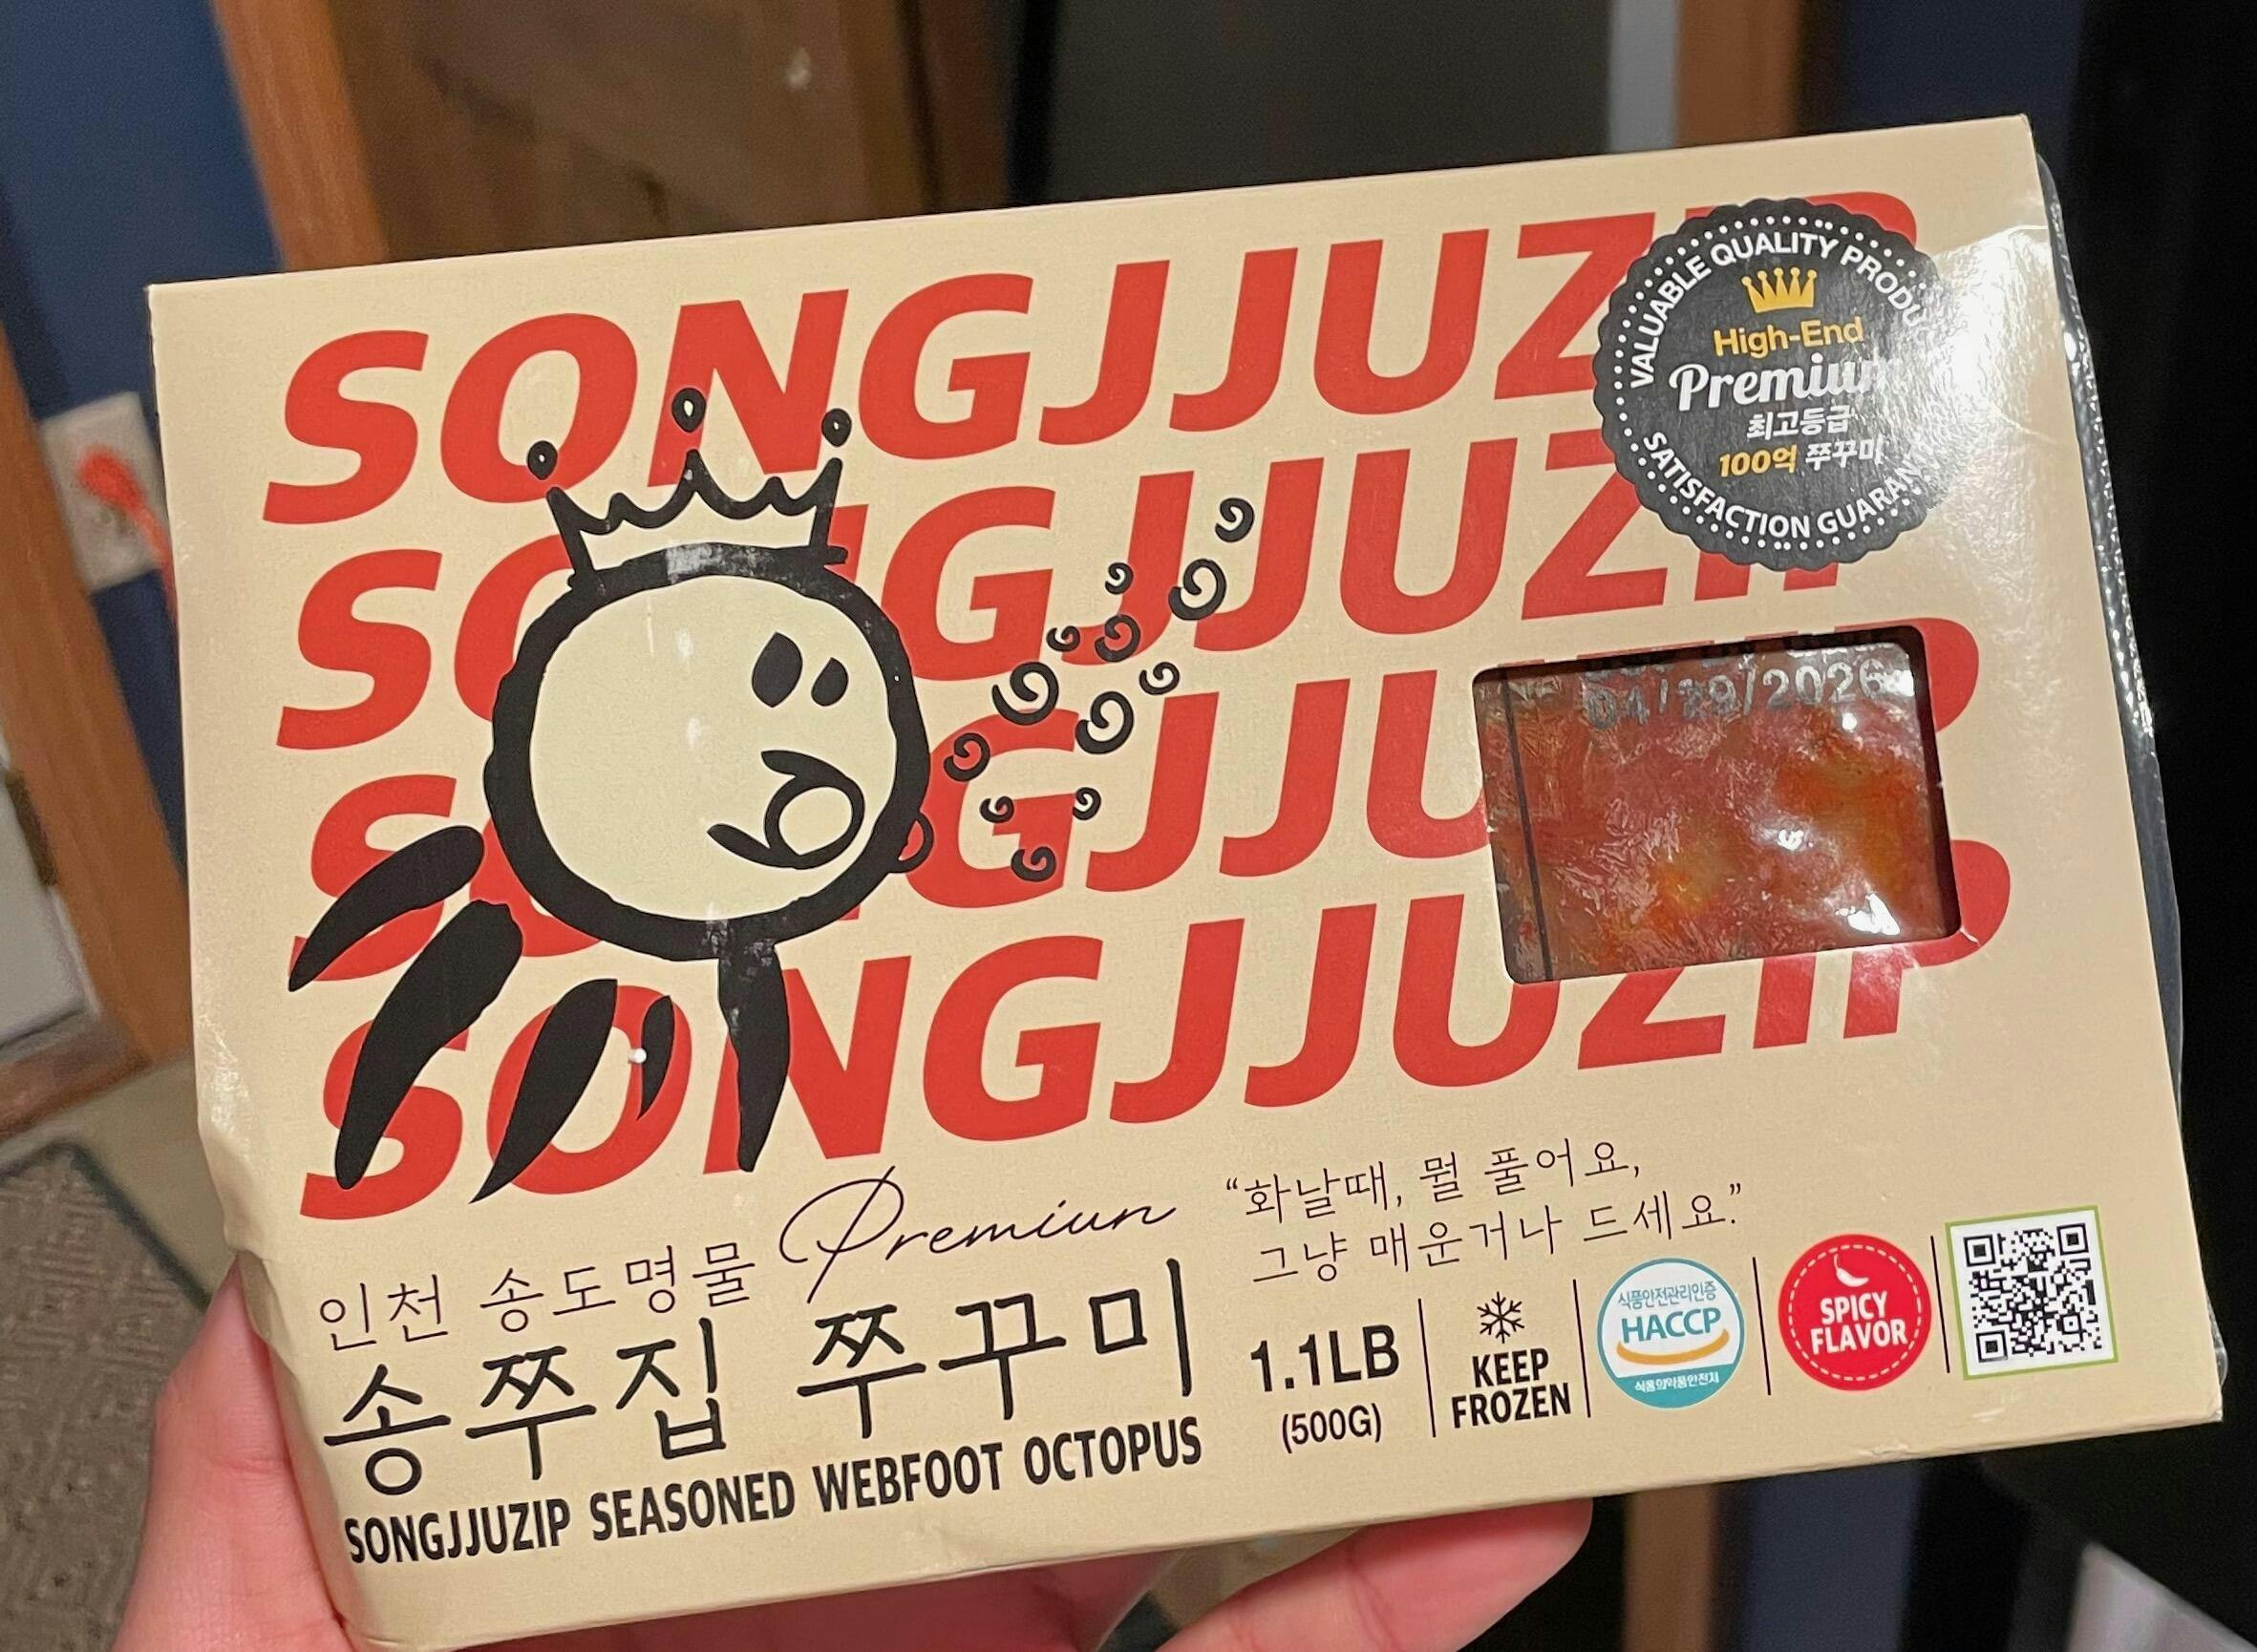 SONGJJUZIP
SONGJJUZIP
SONGJJUZIP
SONGJJUZIP
VALUABLE QUALITY
High-End
최고등급
100억 쭈꾸미
SATISFACTION
04/29/2026
인천 송도명물 Premiun
송쭈집 쭈꾸미
SONGJJUZIP SEASONED WEBFOOT OCTOPUS
“화날때, 뭘 풀어요,
그냥 매운거나 드세요.”
1.1LB
(500G)
KEEP
FROZEN
식품안전관리인증
HACCP
식품의약품안전처
SPICY
FLAVOR